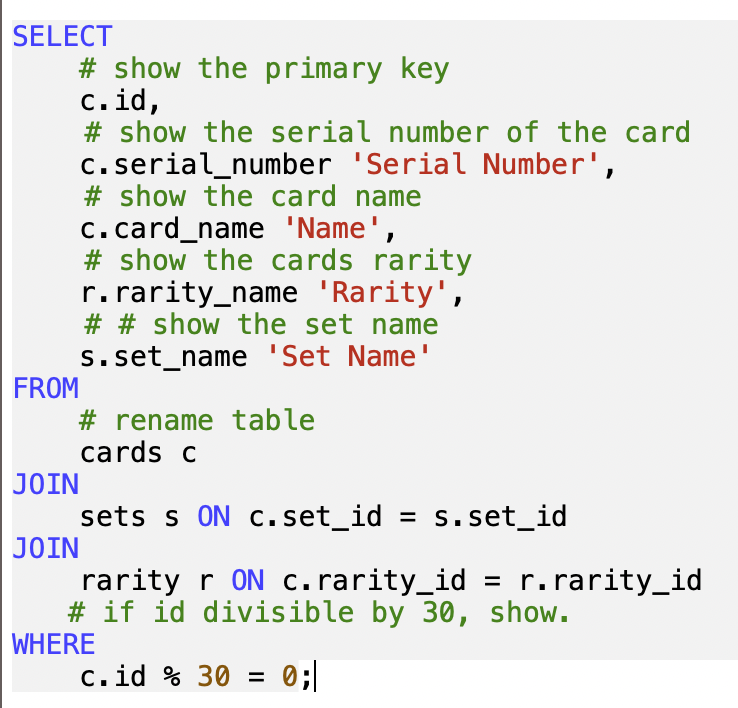 SELECT
# show the primary key
c.id,
# show the serial number of the card
c.serial_number 'Serial Number',
# show the card name
c.card_name 'Name',
# show the cards rarity
r.rarity_name 'Rarity',
# # show the set name
s.set_name 'Set Name'
FROM
# rename table
cards c
JOIN
sets s ON c.set_id = s.set_id
JOIN
rarity r ON c.rarity_id = r.rarity_id
# if id divisible by 30, show.
WHERE
c.id % 30 = 0;